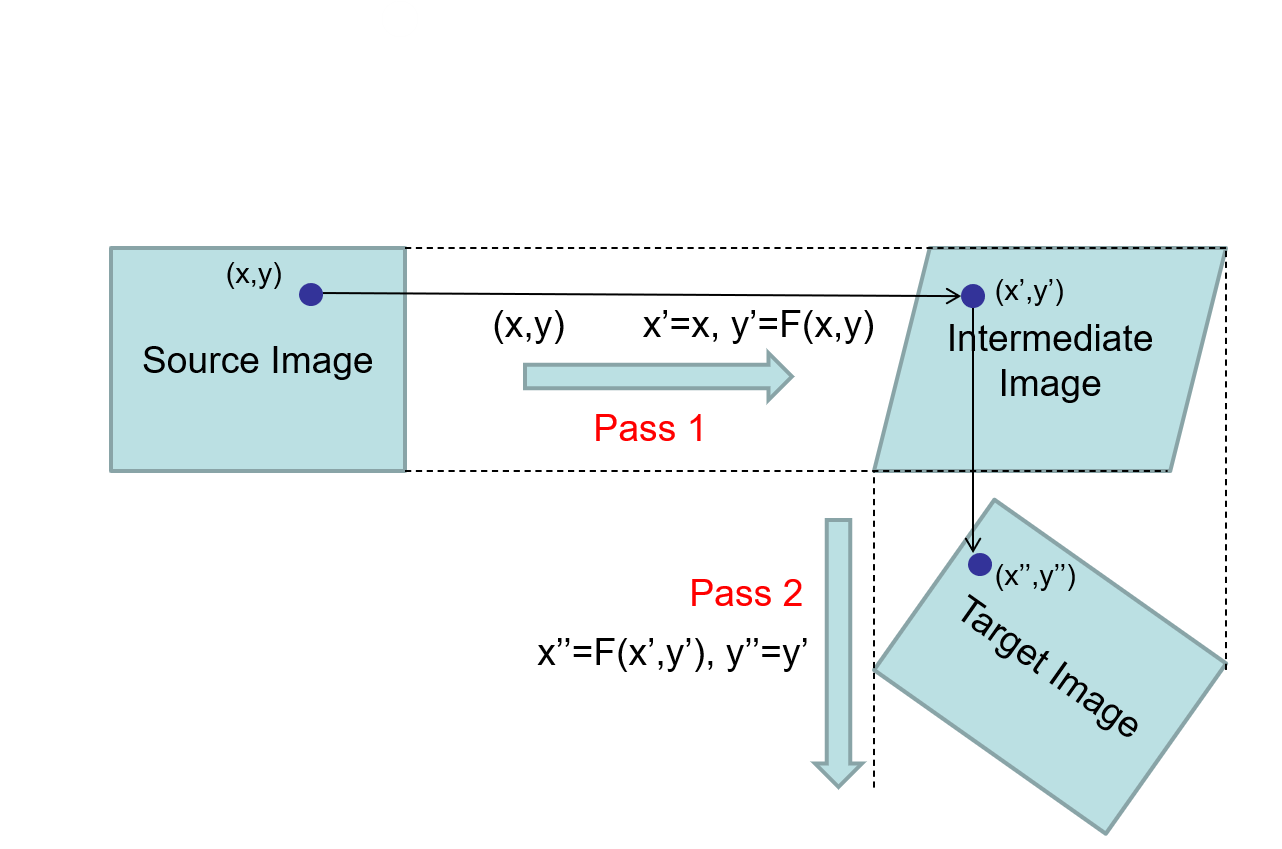 (x,y)
Source Image
(x,y)
x’=x, y’=F(x,y)
Pass 1
(x’,y’)
Intermediate
Image
Pass 2
x’’=F(x’,y’), y’’=y’
(x’’,y’’)
Target Image